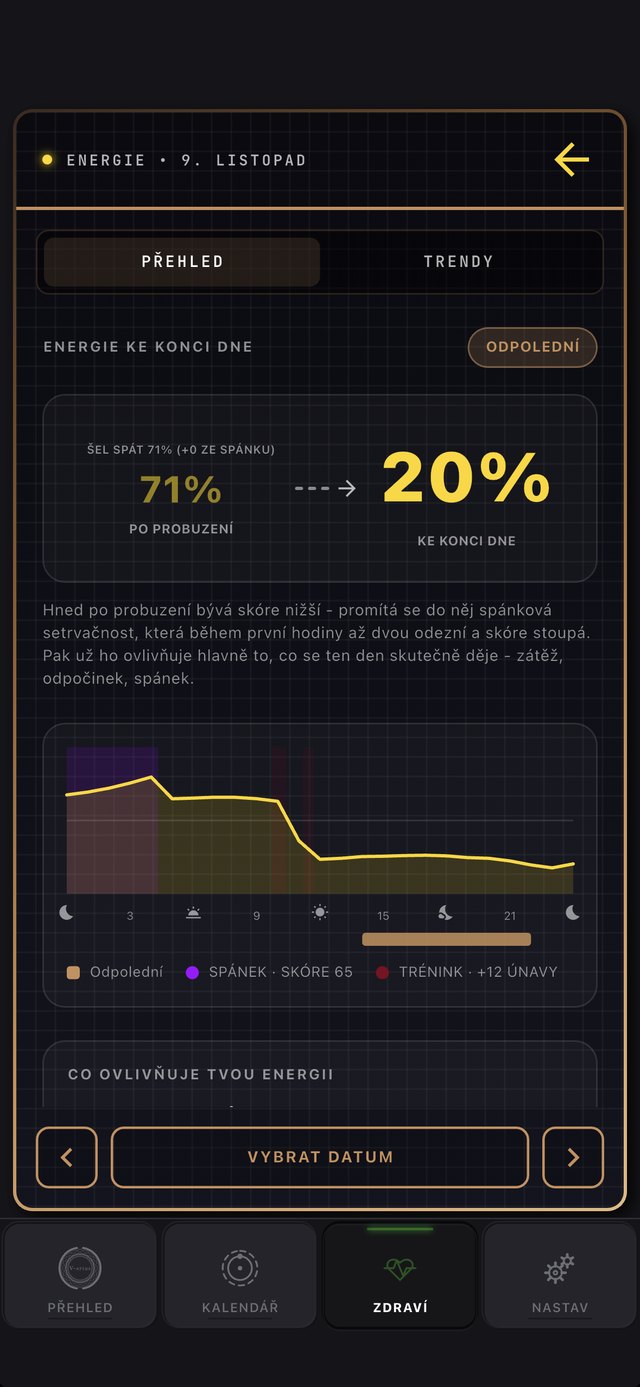 ENERGIE • 9. LISTOPAD
PŘEHLED
TRENDY
ENERGIE KE KONCI DNE
ODPOLEDNÍ
ŠEL SPÁT 71% (+0 ZE SPÁNKU)
71%
PO PROBUZENÍ
20%
KE KONCI DNE
Hned po probuzení bývá skóre nižší - promítá se do něj spánková
setrvačnost, která během první hodiny až dvou odezní a skóre stoupá.
Pak už ho ovlivňuje hlavně to, co se ten den skutečně děje - zátěž,
odpočinek, spánek.
3 9 15 21
Odpolední SPÁNEK · SKÓRE 65 TRÉNINK · +12 ÚNAVY
CO OVLIVŇUJE TVOU ENERGII
VYBRAT DATUM
PŘEHLED
KALENDÁŘ
ZDRAVÍ
NASTAV